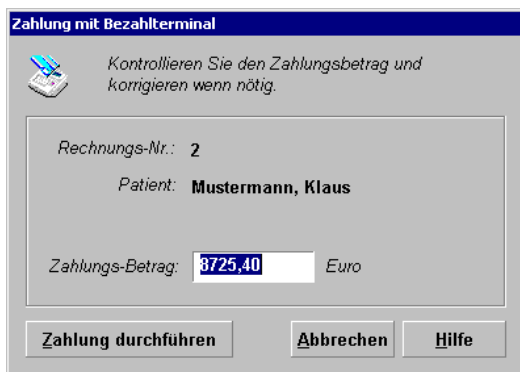 Zahlung mit Bezahlterminal
Kontrollieren Sie den Zahlungsbetrag und
korrigieren wenn nötig.
Rechnungs-Nr.: 2
Patient: Mustermann, Klaus
Zahlungs-Betrag: 8725,40 Euro
Zahlung durchführen Abbrechen Hilfe